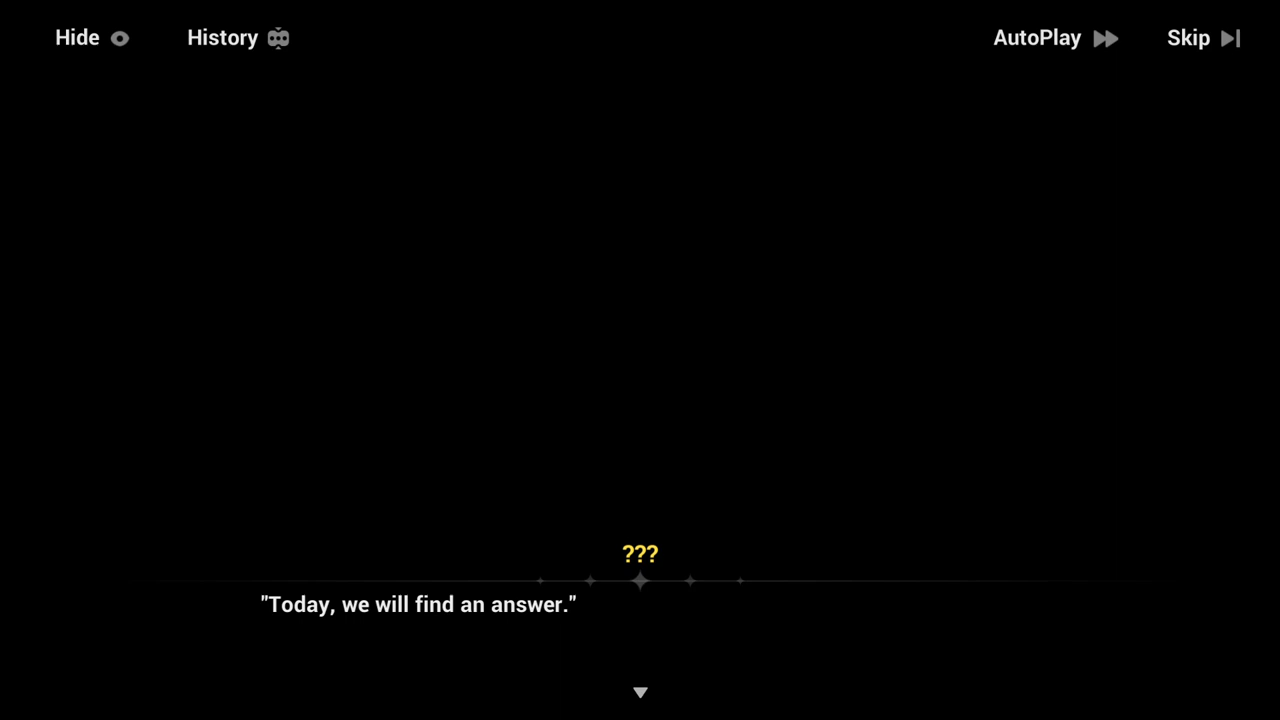 Hide
History
AutoPlay
Skip
???
"Today, we will find an answer."